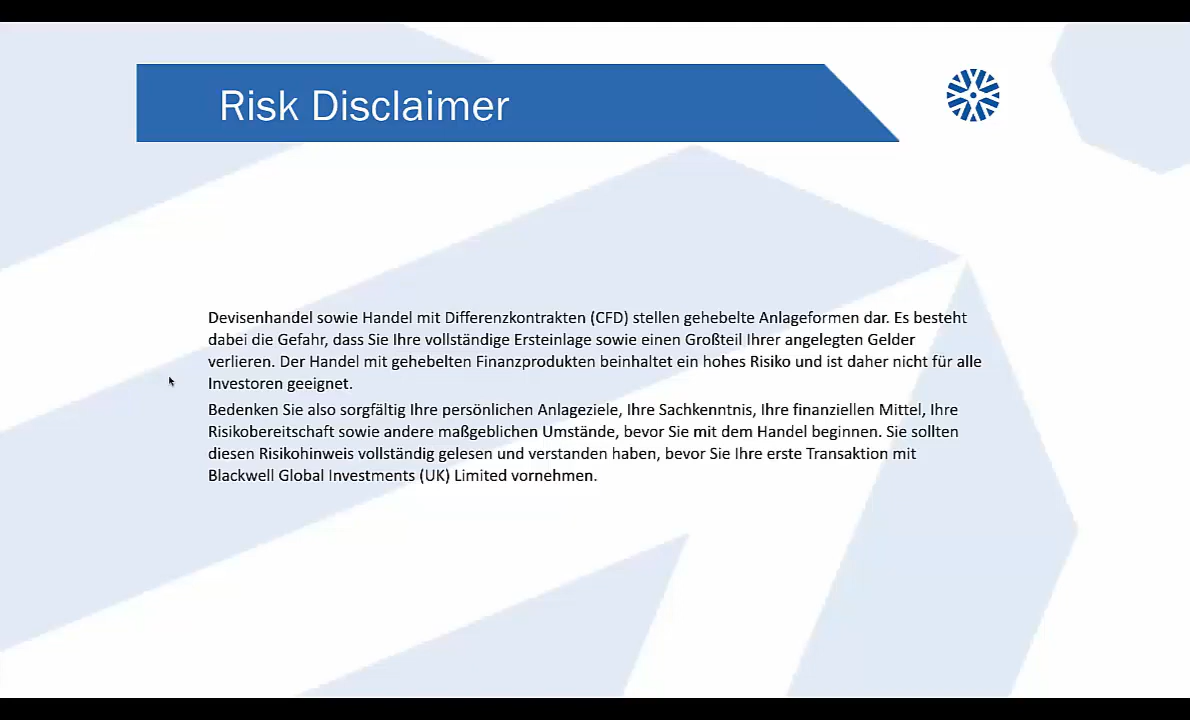 Risk Disclaimer
Devisenhandel sowie Handel mit Differenzkontrakten (CFD) stellen gehebelte Anlageformen dar. Es besteht
dabei die Gefahr, dass Sie Ihre vollständige Ersteinlage sowie einen Großteil Ihrer angelegten Gelder
verlieren. Der Handel mit gehebelten Finanzprodukten beinhaltet ein hohes Risiko und ist daher nicht für alle
Investoren geeignet.
Bedenken Sie also sorgfältig Ihre persönlichen Anlageziele, Ihre Sachkenntnis, Ihre finanziellen Mittel, Ihre
Risikobereitschaft sowie andere maßgeblichen Umstände, bevor Sie mit dem Handel beginnen. Sie sollten
diesen Risikohinweis vollständig gelesen und verstanden haben, bevor Sie Ihre erste Transaktion mit
Blackwell Global Investments (UK) Limited vornehmen.